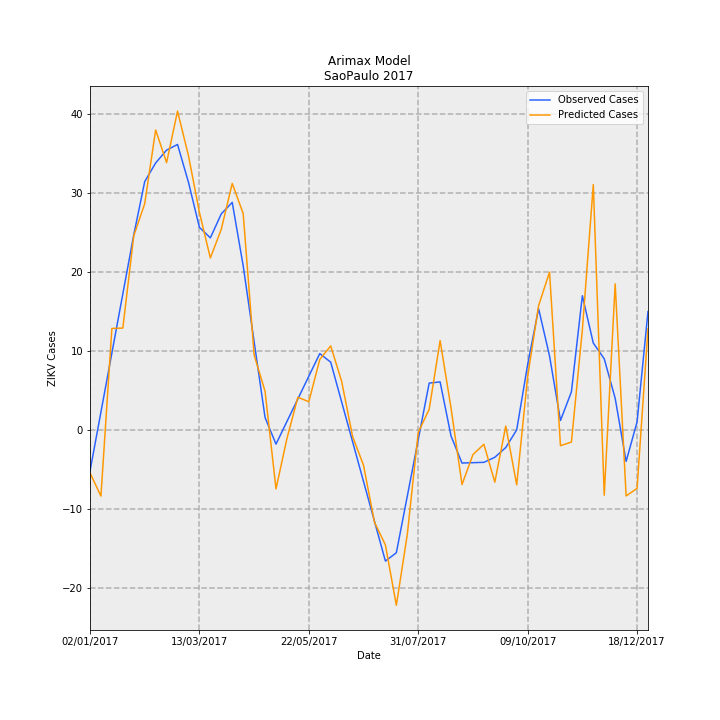 Arimax Model
SaoPaulo 2017
Observed Cases
Predicted Cases
ZIKV Cases
40
30
20
10
0
−10
−20
02/01/2017 13/03/2017 22/05/2017 31/07/2017 09/10/2017 18/12/2017
Date